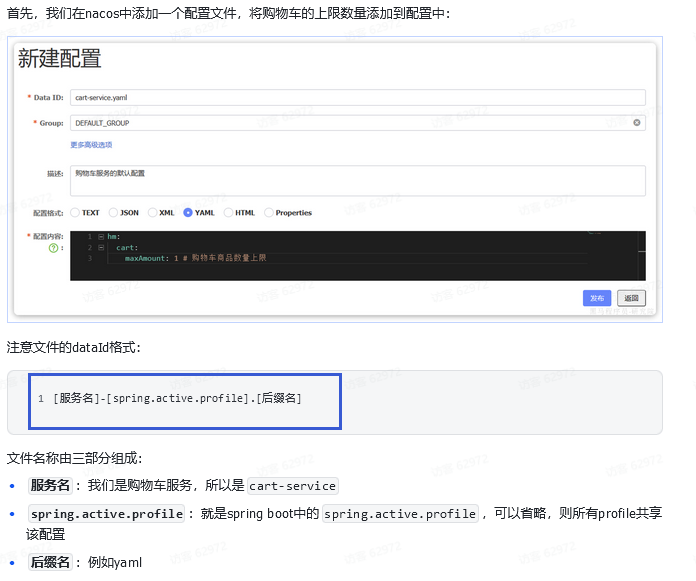 首先，我们在nacos中添加一个配置文件，将购物车的上限数量添加到配置中：
新建配置
* Data ID: cart-service.yaml
* Group: DEFAULT_GROUP
更多高级选项
描述: 购物车服务的默认配置
配置格式: TEXT JSON XML YAML HTML Properties
* 配置内容: 1 hm:
? : 2 cart:
3 maxAmount: 1 # 购物车商品数量上限
发布 返回
注意文件的dataId格式：
1 [服务名]-[spring.active.profile].[后缀名]
文件名称由三部分组成：
• 服务名：我们是购物车服务，所以是 cart-service
• spring.active.profile：就是spring boot中的 spring.active.profile，可以省略，则所有profile共享
该配置
• 后缀名：例如yaml
访客 62972